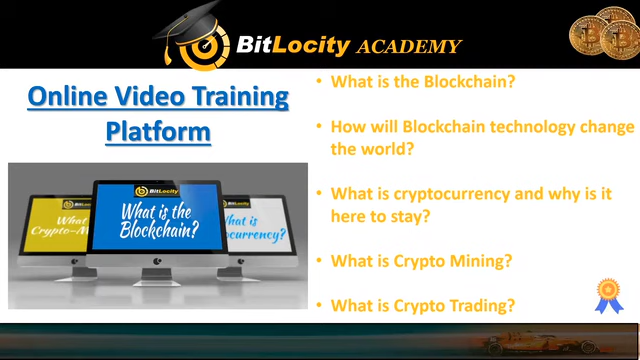 BitLocity ACADEMY
Online Video Training
Platform
• What is the Blockchain?
• How will Blockchain technology change
the world?
• What is cryptocurrency and why is it
here to stay?
• What is Crypto Mining?
• What is Crypto Trading?
BitLocity
What is the
Blockchain?
What
Crypto-M
What is
ocurrency?